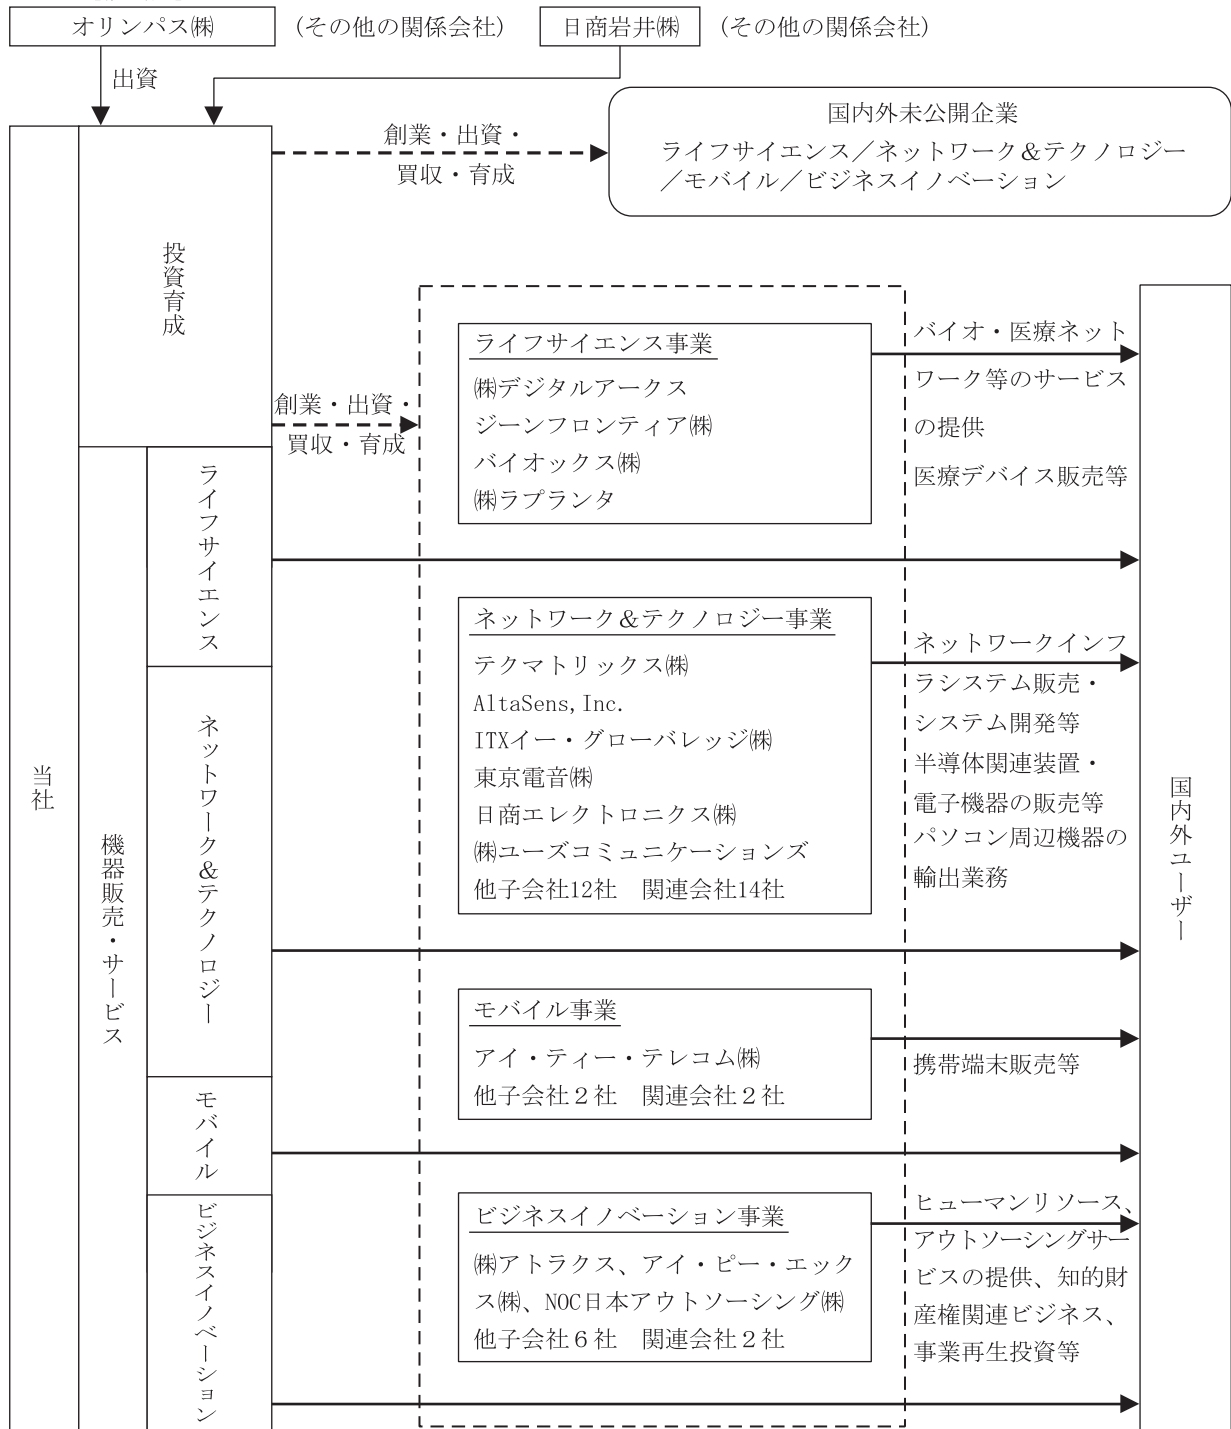 オリンパス㈱
(その他の関係会社)
日商岩井㈱
(その他の関係会社)
出資
創業・出資・
買収・育成
国内外未公開企業
ライフサイエンス／ネットワーク＆テクノロジー
／モバイル／ビジネスイノベーション
当社
投資育成
創業・出資・
買収・育成
機器販売・サービス
ライフサイエンス
ネットワーク＆テクノロジー
モバイル
ビジネスイノベーション
ライフサイエンス事業
㈱デジタルアークス
ジーンフロンティア㈱
バイオックス㈱
㈱ラプランタ
バイオ・医療ネット
ワーク等のサービス
の提供
医療デバイス販売等
ネットワーク＆テクノロジー事業
テクマトリックス㈱
AltaSens,Inc.
ITXイー・グローバレッジ㈱
東京電音㈱
日商エレクトロニクス㈱
㈱ユーズコミュニケーションズ
他子会社12社　関連会社14社
ネットワークインフ
ラシステム販売・
システム開発等
半導体関連装置・
電子機器の販売等
パソコン周辺機器の
輸出業務
モバイル事業
アイ・ティー・テレコム㈱
他子会社２社　関連会社２社
携帯端末販売等
ビジネスイノベーション事業
㈱アトラクス、アイ・ピー・エック
ス㈱、NOC日本アウトソーシング㈱
他子会社６社　関連会社２社
ヒューマンリソース、
アウトソーシングサー
ビスの提供、知的財
産権関連ビジネス、
事業再生投資等
国内外ユーザー